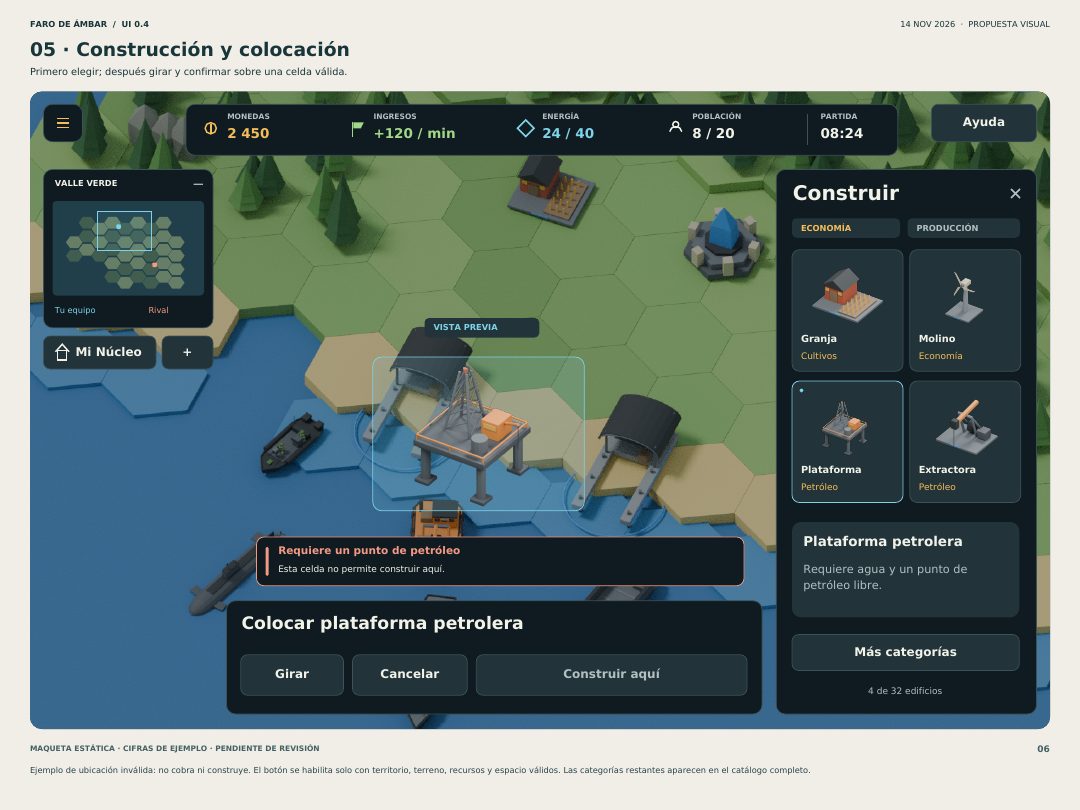 FARO DE ÁMBAR / UI 0.4
14 NOV 2026 · PROPUESTA VISUAL
05 · Construcción y colocación
Primero elegir; después girar y confirmar sobre una celda válida.
MONEDAS
2 450
INGRESOS
+120 / min
ENERGÍA
24 / 40
POBLACIÓN
8 / 20
PARTIDA
08:24
Ayuda
VALLE VERDE
Tu equipo
Rival
Mi Núcleo
+
VISTA PREVIA
Requiere un punto de petróleo
Esta celda no permite construir aquí.
Colocar plataforma petrolera
Girar
Cancelar
Construir aquí
Construir
ECONOMÍA
PRODUCCIÓN
Granja
Cultivos
Molino
Economía
Plataforma
Petróleo
Extractora
Petróleo
Plataforma petrolera
Requiere agua y un punto de
petróleo libre.
Más categorías
4 de 32 edificios
MAQUETA ESTÁTICA · CIFRAS DE EJEMPLO · PENDIENTE DE REVISIÓN
06
Ejemplo de ubicación inválida: no cobra ni construye. El botón se habilita solo con territorio, terreno, recursos y espacio válidos. Las categorías restantes aparecen en el catálogo completo.